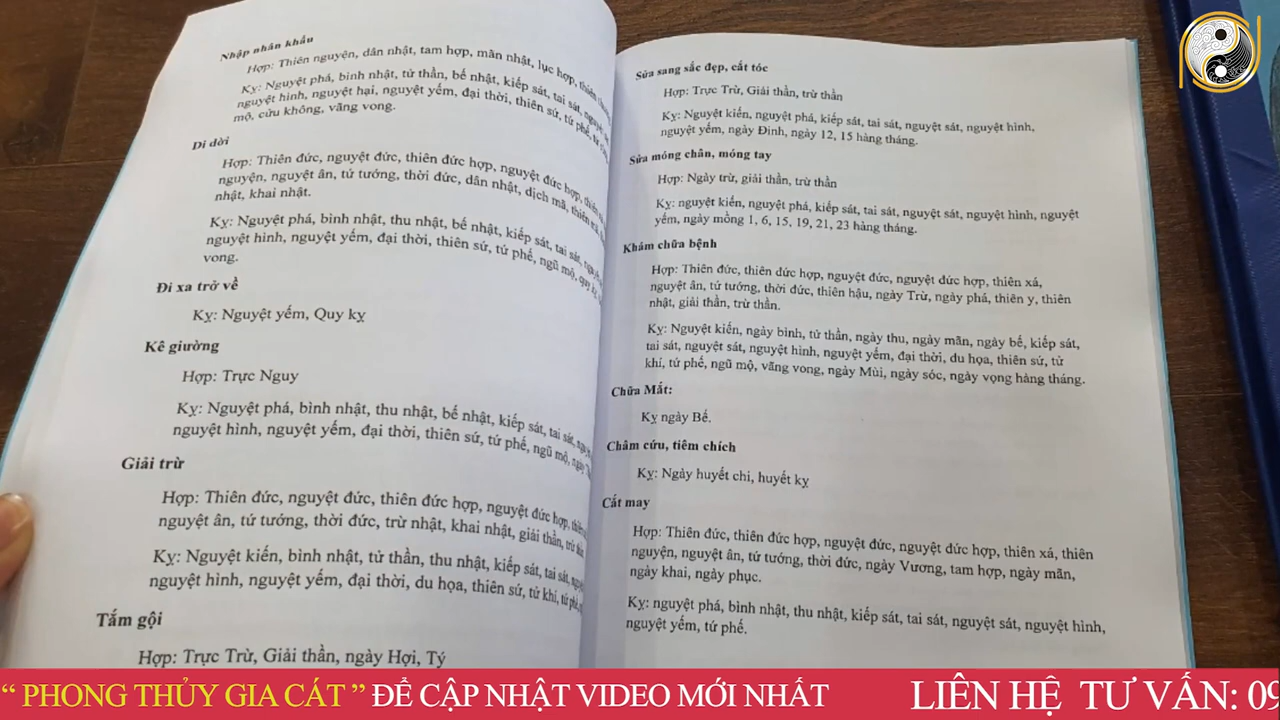 Nhập nhân khẩu
Hợp: Thiên nguyện, dân nhật, tam hợp, mãn nhật, lục hợp, thiên
Kỵ: Nguyệt phá, bình nhật, tử thần, bế nhật, kiếp sát, tai sát,
nguyệt hình, nguyệt hại, nguyệt yếm, đại thời, thiên sứ, tứ phế,
mộ, cửu không, vãng vong.
Di dời
Hợp: Thiên đức, nguyệt đức, thiên đức hợp, nguyệt đức hợp,
nguyện, nguyệt ân, tứ tướng, thời đức, dân nhật, dịch mã,
nhật, khai nhật.
Kỵ: Nguyệt phá, bình nhật, thu nhật, bế nhật, kiếp sát, tai sát,
nguyệt hình, nguyệt yếm, đại thời, thiên sứ, tứ phế, ngũ mộ,
vong.
Đi xa trở về
Kỵ: Nguyệt yếm, Quy kỵ
Kê giường
Hợp: Trực Nguy
Kỵ: Nguyệt phá, bình nhật, thu nhật, bế nhật, kiếp sát, tai sát,
nguyệt hình, nguyệt yếm, đại thời, thiên sứ, tứ phế, ngũ mộ, ngày
Giải trừ
Hợp: Thiên đức, nguyệt đức, thiên đức hợp, nguyệt đức hợp,
nguyệt ân, tứ tướng, thời đức, trừ nhật, khai nhật, giải thần, trừ
Kỵ: Nguyệt kiến, bình nhật, tử thần, thu nhật, kiếp sát, tai sát,
nguyệt hình, nguyệt yếm, đại thời, du họa, thiên sứ, tử khí, tứ phế,
Tắm gội
Hợp: Trực Trừ, Giải thần, ngày Hợi, Tý
Sửa sang sắc đẹp, cắt tóc
Hợp: Trực Trừ, Giải thần, trừ thần
Kỵ: Nguyệt kiến, nguyệt phá, kiếp sát, tai sát, nguyệt sát, nguyệt hình,
nguyệt yếm, ngày Đinh, ngày 12, 15 hàng tháng.
Sửa móng chân, móng tay
Hợp: Ngày trừ, giải thần, trừ thần
Kỵ: nguyệt kiến, nguyệt phá, kiếp sát, tai sát, nguyệt sát, nguyệt hình, nguyệt
yếm, ngày mồng 1, 6, 15, 19, 21, 23 hàng tháng.
Khám chữa bệnh
Hợp: Thiên đức, thiên đức hợp, nguyệt đức, nguyệt đức hợp, thiên xá,
nguyệt ân, tứ tướng, thời đức, thiên hậu, ngày Trừ, ngày phá, thiên y, thiên
nhật, giải thần, trừ thần.
Kỵ: Nguyệt kiến, ngày bình, tử thần, ngày thu, ngày mãn, ngày bế, kiếp sát,
tai sát, nguyệt sát, nguyệt hình, nguyệt yếm, đại thời, du họa, thiên sứ, tử
khí, tứ phế, ngũ mộ, vãng vong, ngày Mùi, ngày sóc, ngày vọng hàng tháng.
Chữa Mắt:
Kỵ ngày Bế.
Châm cứu, tiêm chích
Kỵ: Ngày huyết chi, huyết kỵ
Cắt may
Hợp: Thiên đức, thiên đức hợp, nguyệt đức, nguyệt đức hợp, thiên xá, thiên
nguyện, nguyệt ân, tứ tướng, thời đức, ngày Vương, tam hợp, ngày mãn,
ngày khai, ngày phục.
Kỵ: nguyệt phá, bình nhật, thu nhật, kiếp sát, tai sát, nguyệt sát, nguyệt hình,
nguyệt yếm, tứ phế.
“ PHONG THỦY GIA CÁT ” ĐỂ CẬP NHẬT VIDEO MỚI NHẤT LIÊN HỆ TƯ VẤN: 09